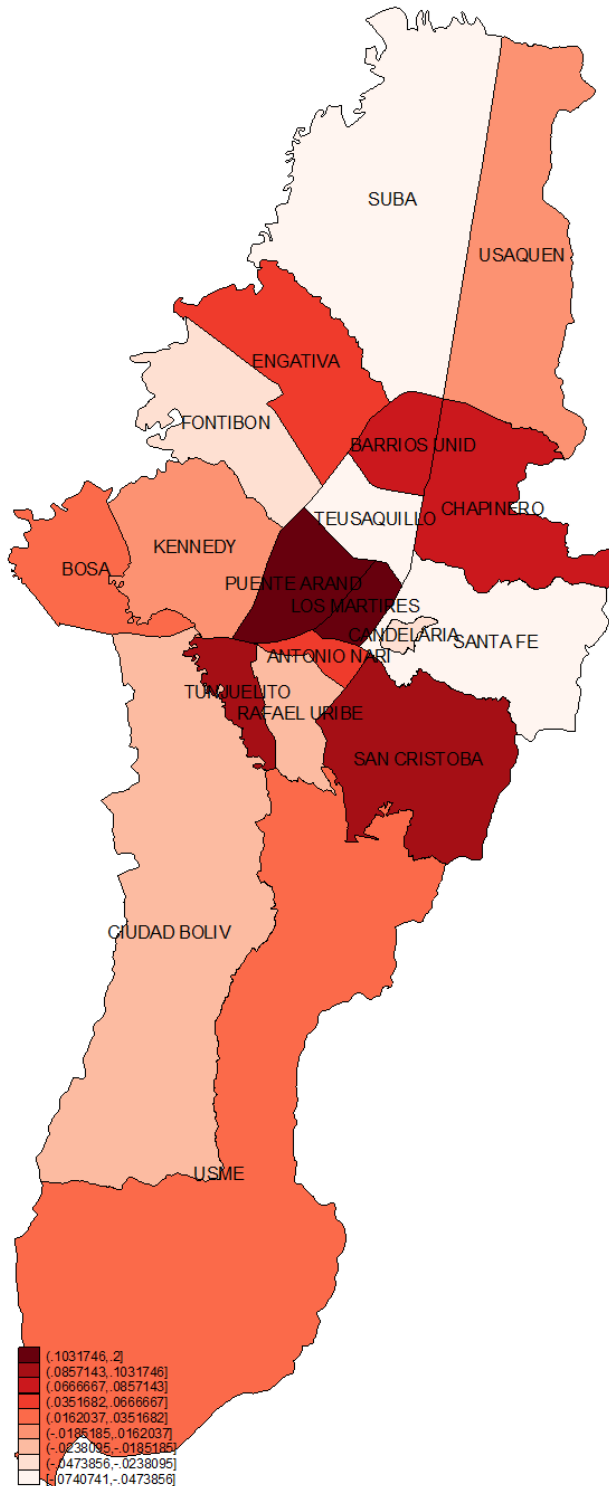 SUBA
USAQUEN
ENGATIVA
FONTIBON
BARRIOS UNID
CHAPINERO
TEUSAQUILLO
KENNEDY
BOSA
PUENTE ARAND
LOS MARTIRES
CANDELARIA
SANTA FE
ANTONIO NARI
TUNJUELITO
RAFAEL URIBE
SAN CRISTOBA
CIUDAD BOLIV
USME
(.1031746,.2]
(.0857143,.1031746]
(.0666667,.0857143]
(.0351682,.0666667]
(.0162037,.0351682]
(-.0185185,.0162037]
(-.0238095,-.0185185]
(-.0473856,-.0238095]
[-.0740741,-.0473856]